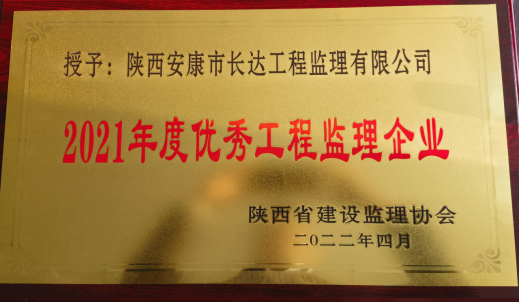 授予：陕西安康市长达工程监理有限公司
2021年度优秀工程监理企业
陕西省建设监理协会
二〇二二年四月